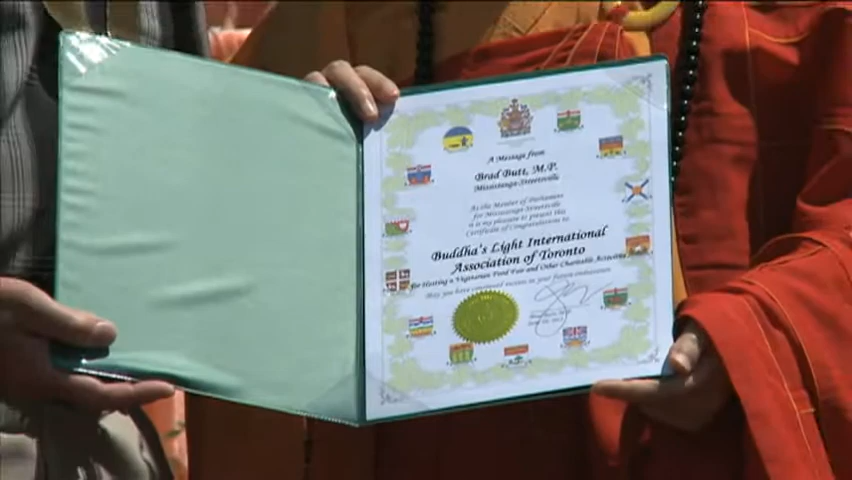 A Message from
Brad Butt, M.P.
Mississauga-Streetsville
As the Member of Parliament
for Mississauga-Streetsville
it is my pleasure to present this
Certificate of Congratulations to
Buddha's Light International
Association of Toronto
for Hosting a Vegetarian Food Fair and Other Charitable Activities
May you have continued success in your future endeavours
Brad Butt, M.P.